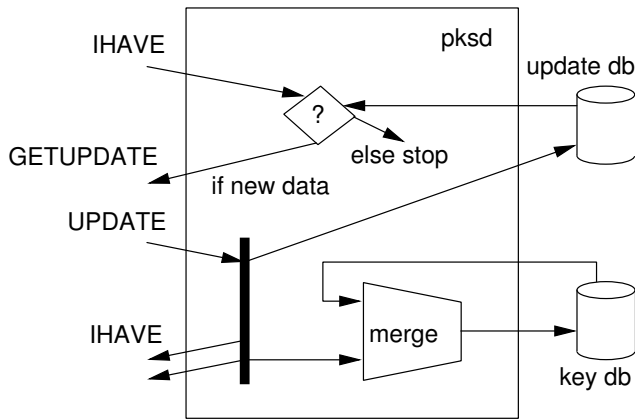 IHAVE
pksd
update db
?
GETUPDATE
else stop
if new data
UPDATE
IHAVE
merge
key db